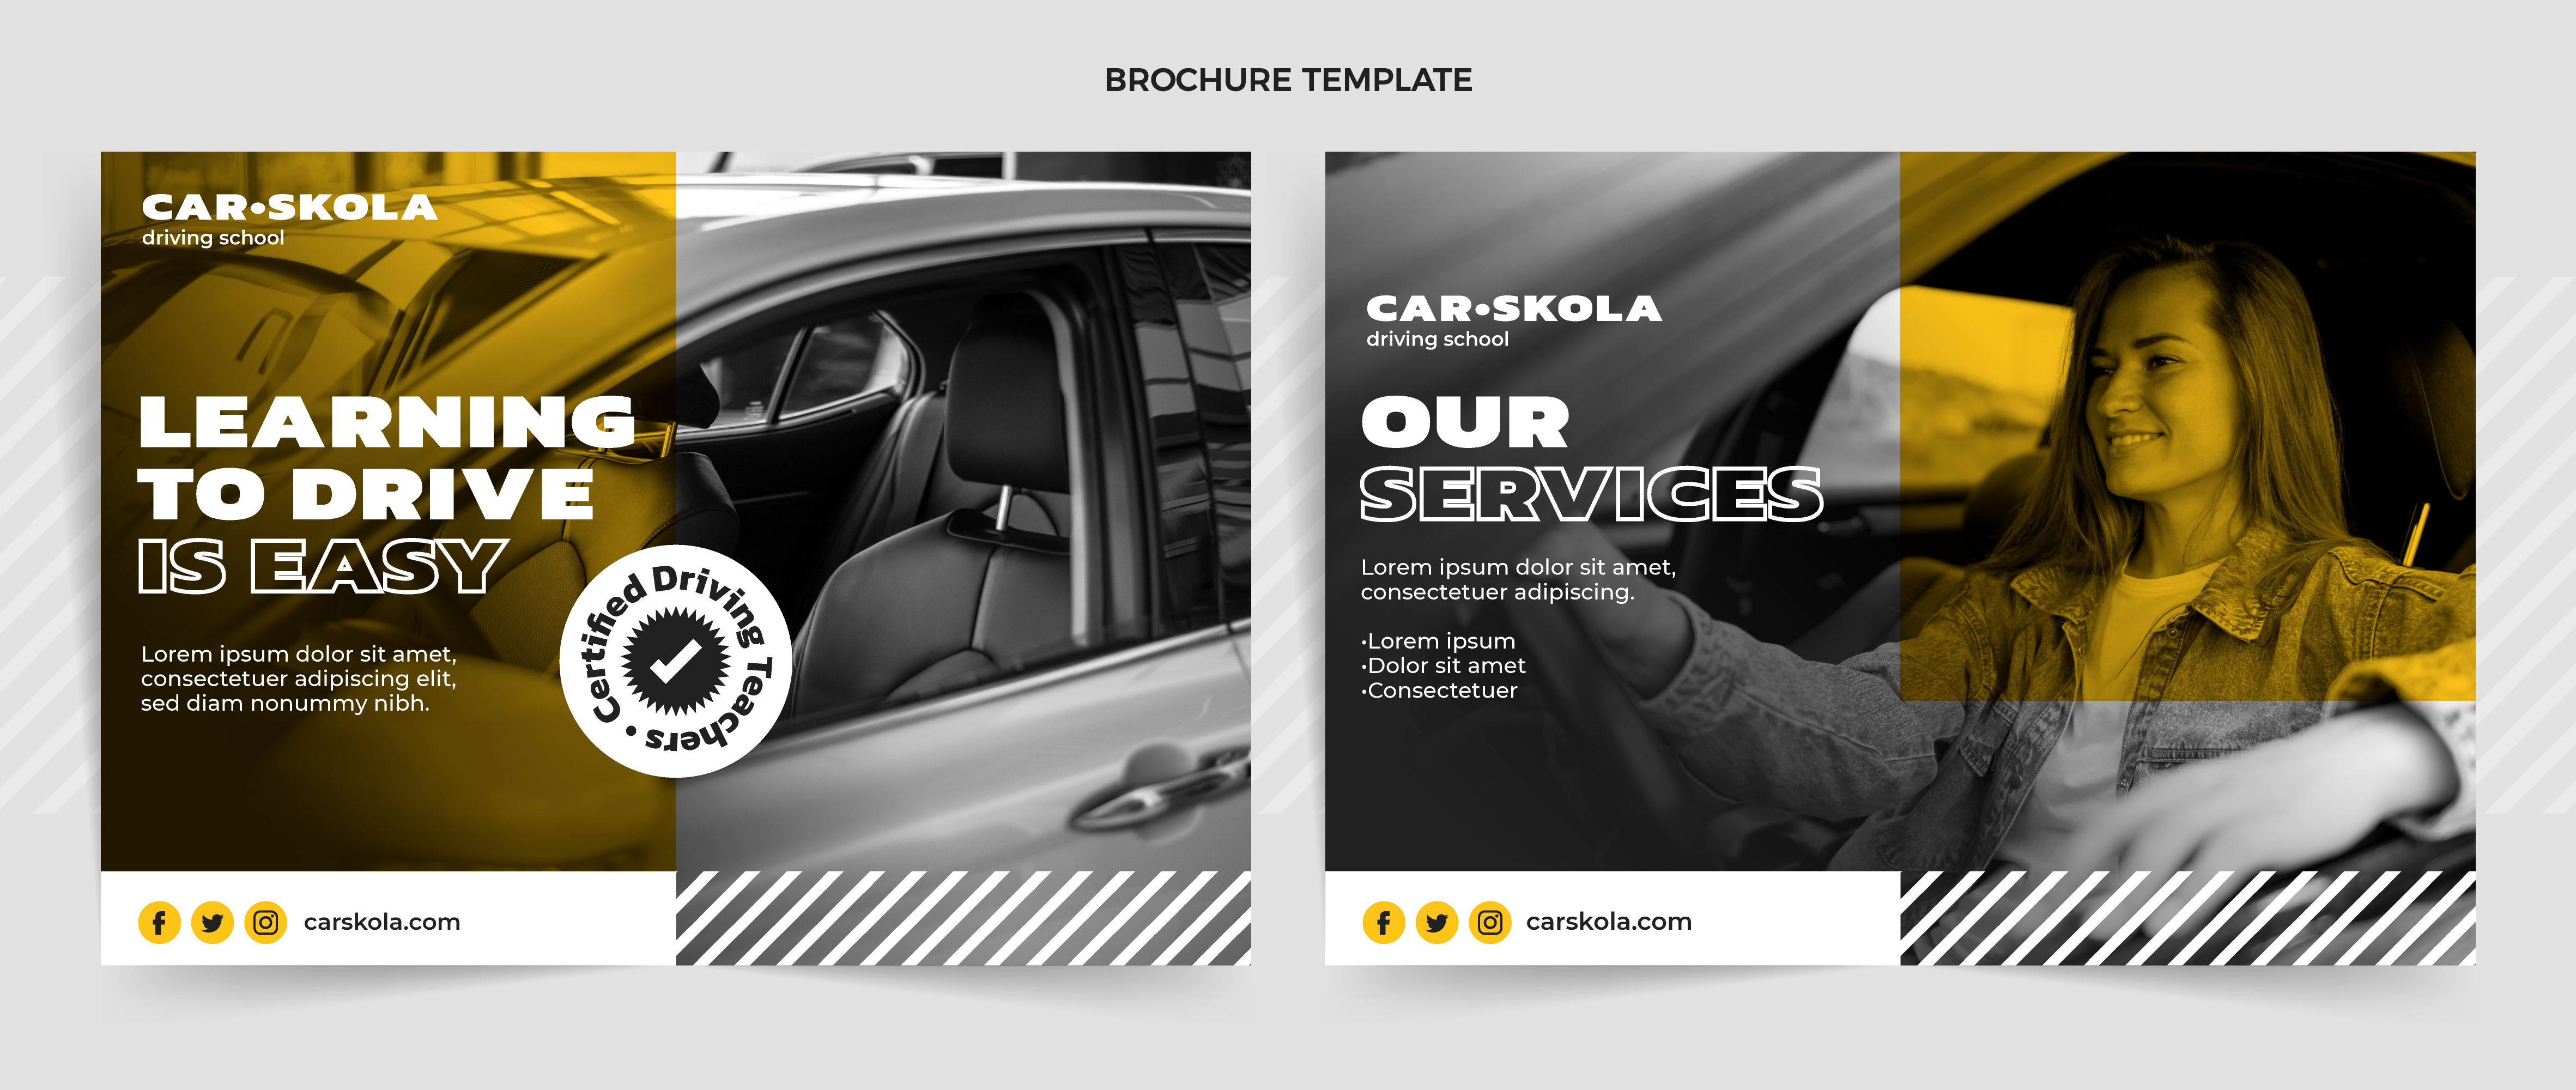 BROCHURE TEMPLATE
CAR•SKOLA
driving school
LEARNING
TO DRIVE
IS EASY
Certified Driving Teachers •
Lorem ipsum dolor sit amet,
consectetuer adipiscing elit,
sed diam nonummy nibh.
carskola.com
CAR•SKOLA
driving school
OUR
SERVICES
Lorem ipsum dolor sit amet,
consectetuer adipiscing.
•Lorem ipsum
•Dolor sit amet
•Consectetuer
carskola.com